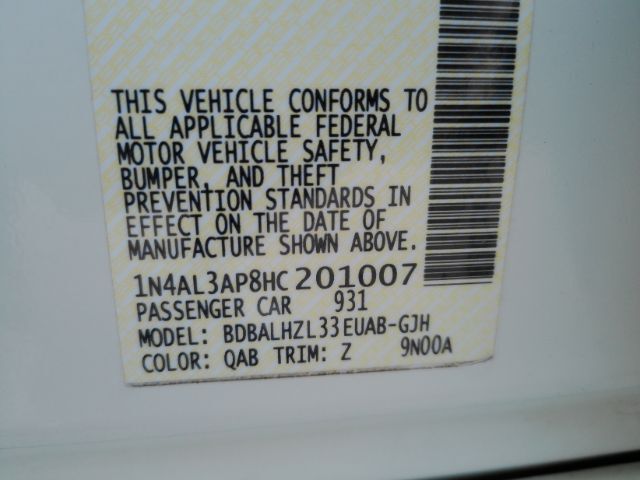 THIS VEHICLE CONFORMS TO
ALL APPLICABLE FEDERAL
MOTOR VEHICLE SAFETY,
BUMPER, AND THEFT
PREVENTION STANDARDS IN
EFFECT ON THE DATE OF
MANUFACTURE SHOWN ABOVE.
1N4AL3AP8HC201007
PASSENGER CAR 931
MODEL: BDBALHZL33EUAB-GJH
COLOR: QAB TRIM: Z 9N00A